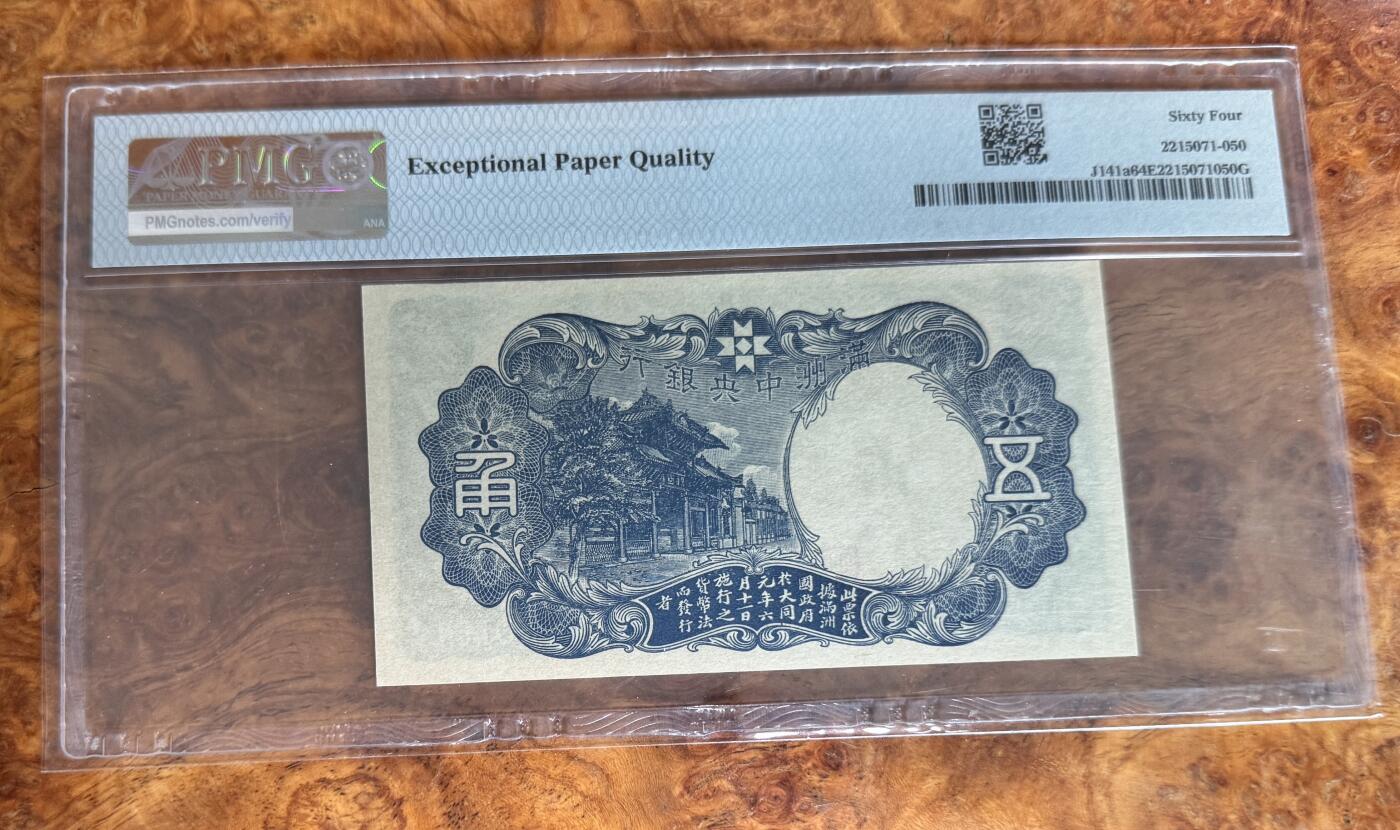 PMG
PMGnotes.com/verify
ANA
Exceptional Paper Quality
Sixty Four
2215071-050
J141a64E2215071050G
滿洲中央銀行
五
角
此票依
據滿洲
國政府
於大同
元年六
月十一日
施行之
貨幣法
而發行
者